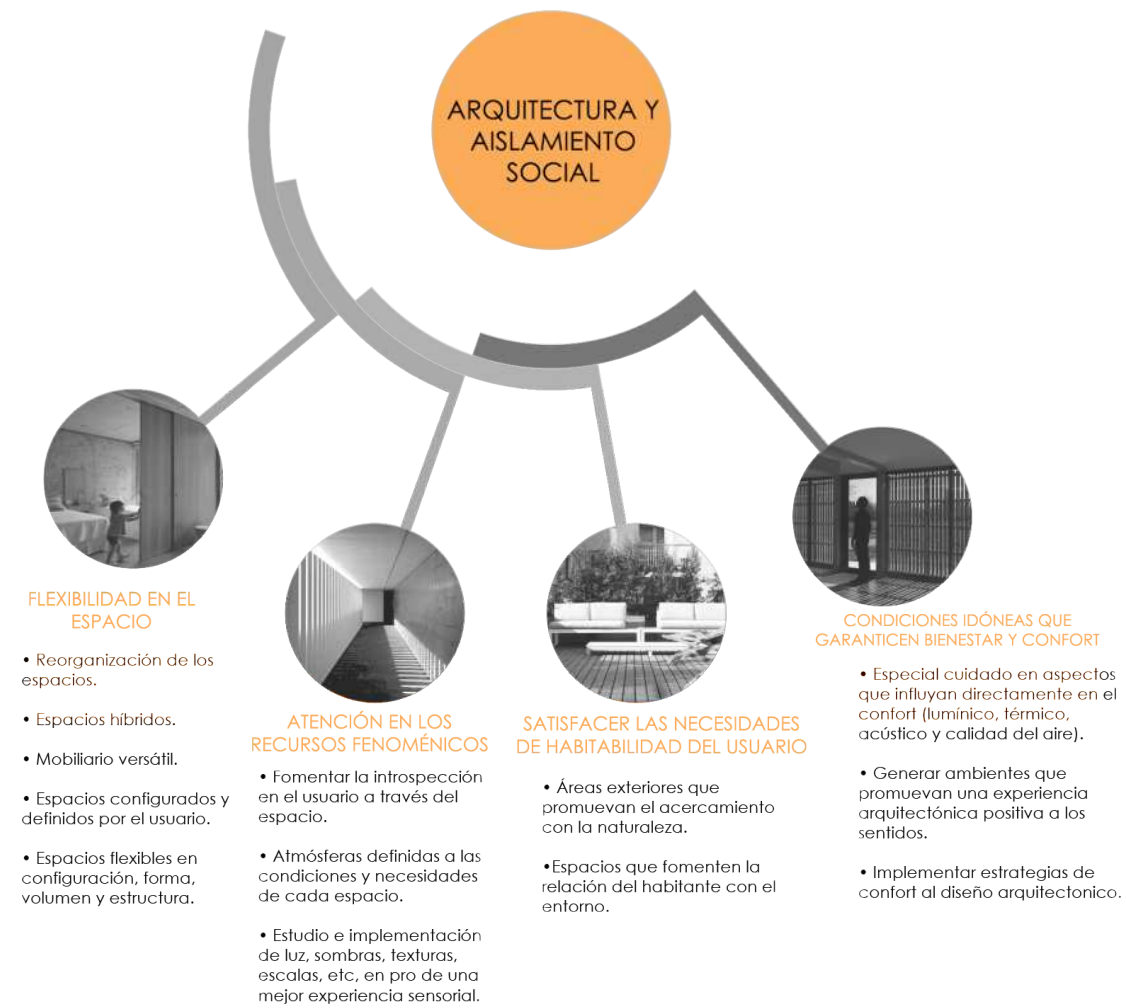 ARQUITECTURA Y
AISLAMIENTO
SOCIAL
FLEXIBILIDAD EN EL
ESPACIO
• Reorganización de los
espacios.
• Espacios híbridos.
• Mobiliario versátil.
• Espacios configurados y
definidos por el usuario.
• Espacios flexibles en
configuración, forma,
volumen y estructura.
ATENCIÓN EN LOS
RECURSOS FENOMÉNICOS
• Fomentar la introspección
en el usuario a través del
espacio.
• Atmósferas definidas a las
condiciones y necesidades
de cada espacio.
• Estudio e implementación
de luz, sombras, texturas,
escalas, etc, en pro de una
mejor experiencia sensorial.
SATISFACER LAS NECESIDADES
DE HABITABILIDAD DEL USUARIO
• Áreas exteriores que
promuevan el acercamiento
con la naturaleza.
•Espacios que fomenten la
relación del habitante con el
entorno.
CONDICIONES IDÓNEAS QUE
GARANTICEN BIENESTAR Y CONFORT
• Especial cuidado en aspectos
que influyan directamente en el
confort (lumínico, térmico,
acústico y calidad del aire).
• Generar ambientes que
promuevan una experiencia
arquitectónica positiva a los
sentidos.
• Implementar estrategias de
confort al diseño arquitectonico.